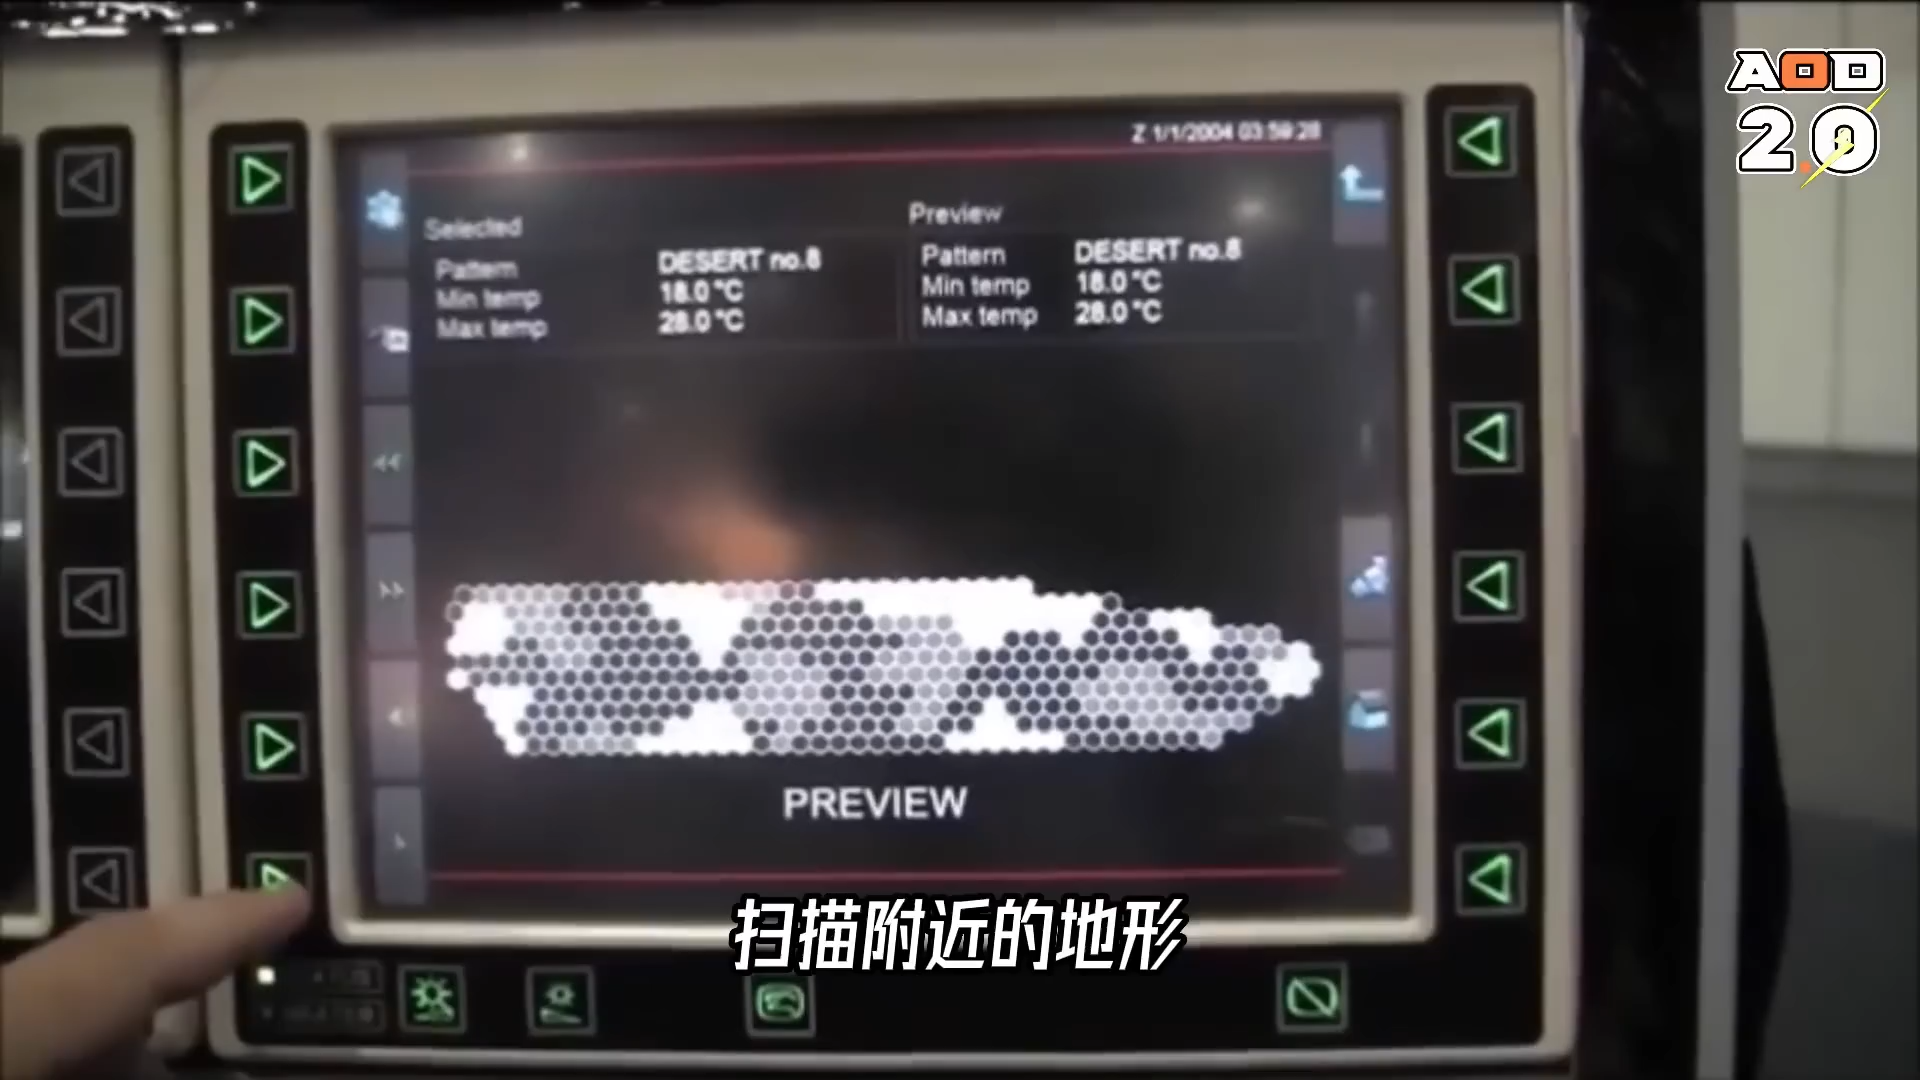 AOD
2.0
Z 1/1/2004 03:59:28
Selected
Pattern DESERT no.8
Min temp 18.0 °C
Max temp 28.0 °C
Preview
Pattern DESERT no.8
Min temp 18.0 °C
Max temp 28.0 °C
PREVIEW
扫描附近的地形